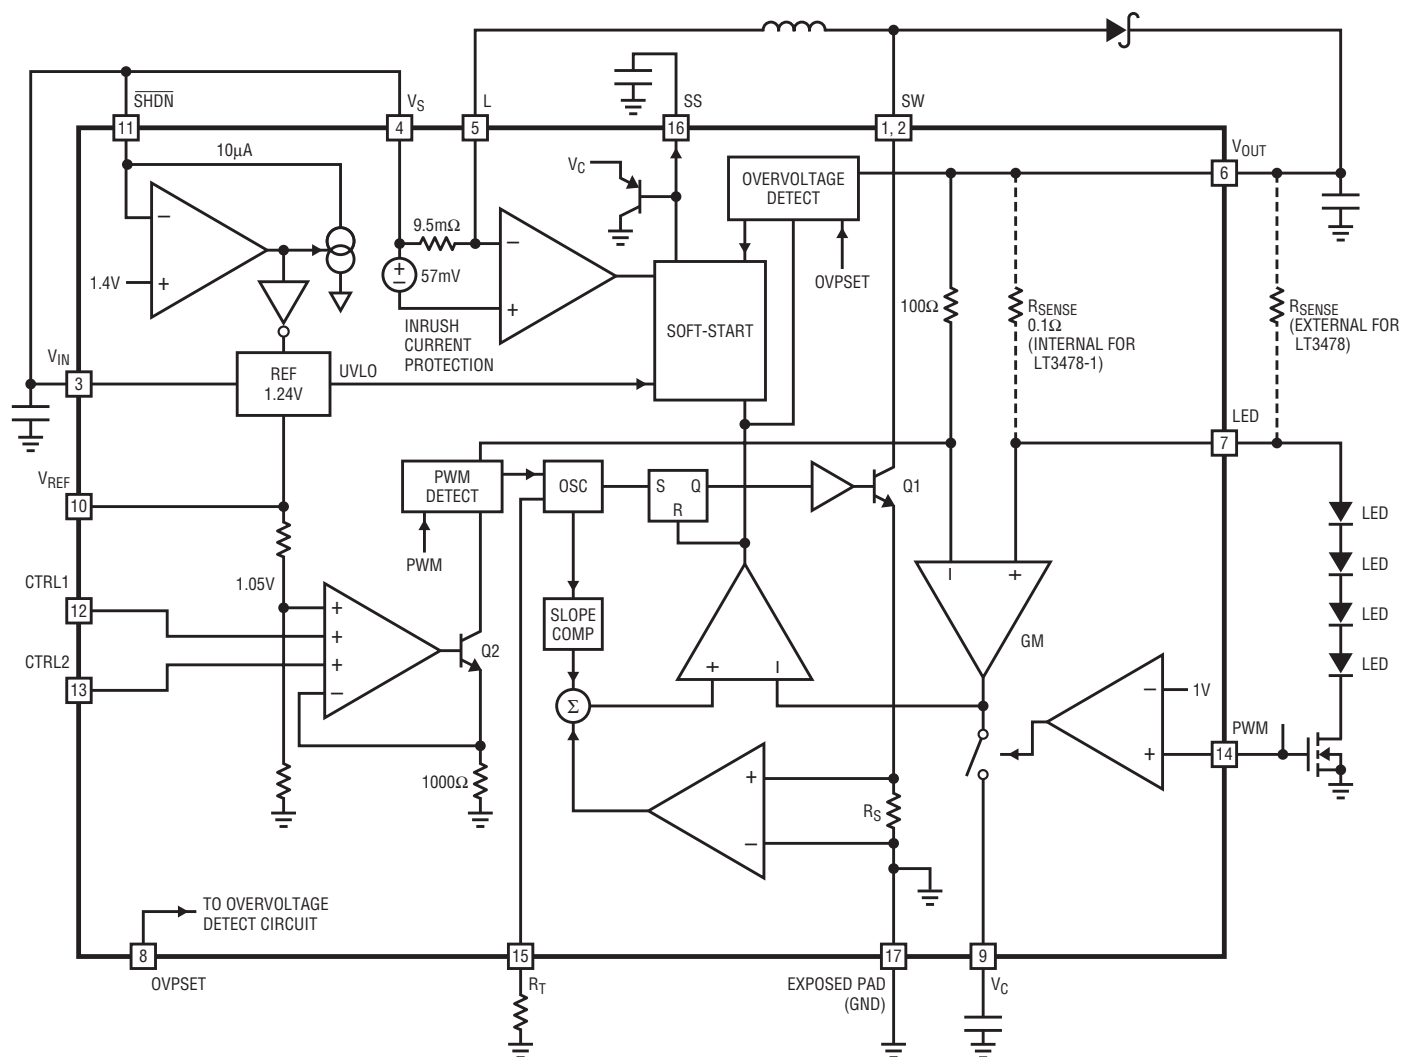 SHDN
VS
L
SS
SW
11
4
5
16
1, 2
10µA
VC
OVERVOLTAGE
DETECT
VOUT
6
9.5mΩ
–
–
1.4V
+
+
–
57mV
+
OVPSET
INRUSH
CURRENT
PROTECTION
SOFT-START
100Ω
RSENSE
0.1Ω
(INTERNAL FOR
LT3478-1)
RSENSE
(EXTERNAL FOR
LT3478)
VIN
3
REF
1.24V
UVLO
LED
7
VREF
10
PWM
DETECT
OSC
S
Q
R
Q1
LED
PWM
LED
CTRL1
12
1.05V
+
+
+
–
Q2
SLOPE
COMP
–
+
GM
LED
CTRL2
13
+
–
LED
Σ
–
1V
+
PWM
14
1000Ω
+
–
RS
TO OVERVOLTAGE
DETECT CIRCUIT
8
15
17
9
OVPSET
RT
EXPOSED PAD
(GND)
VC